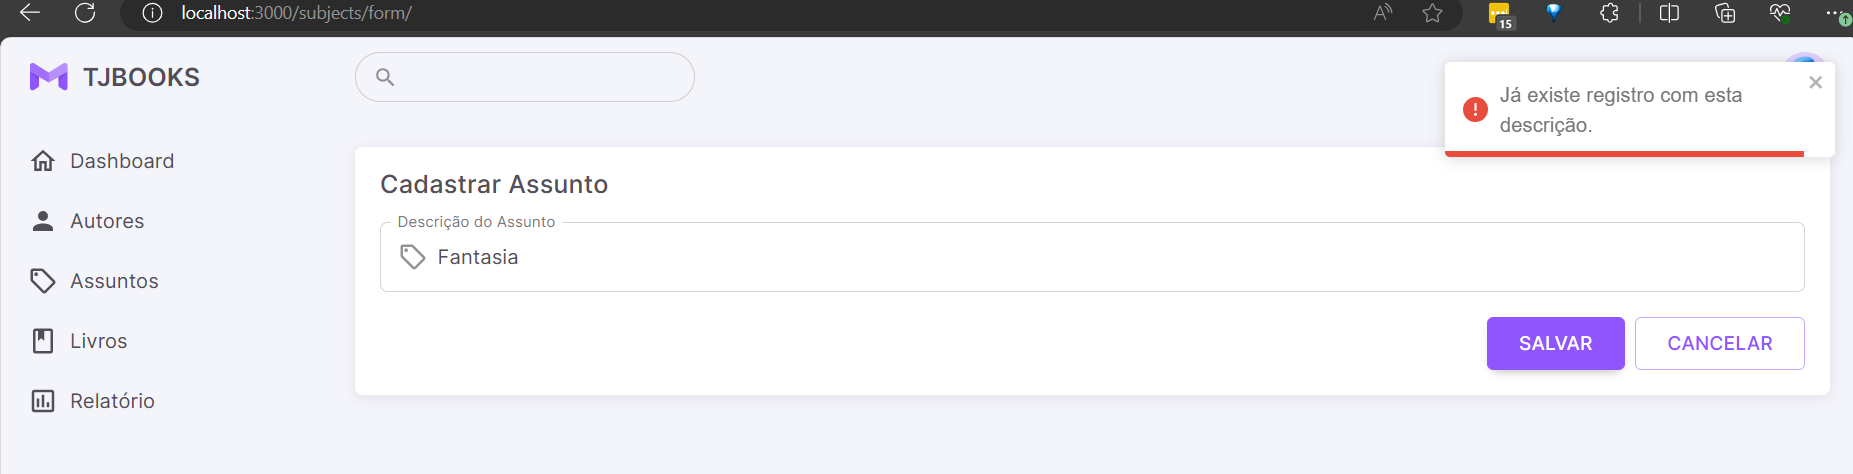 localhost:3000/subjects/form/
15
TJBOOKS
Já existe registro com esta
descrição.
Dashboard
Autores
Assuntos
Livros
Relatório
Cadastrar Assunto
Descrição do Assunto
Fantasia
SALVAR
CANCELAR